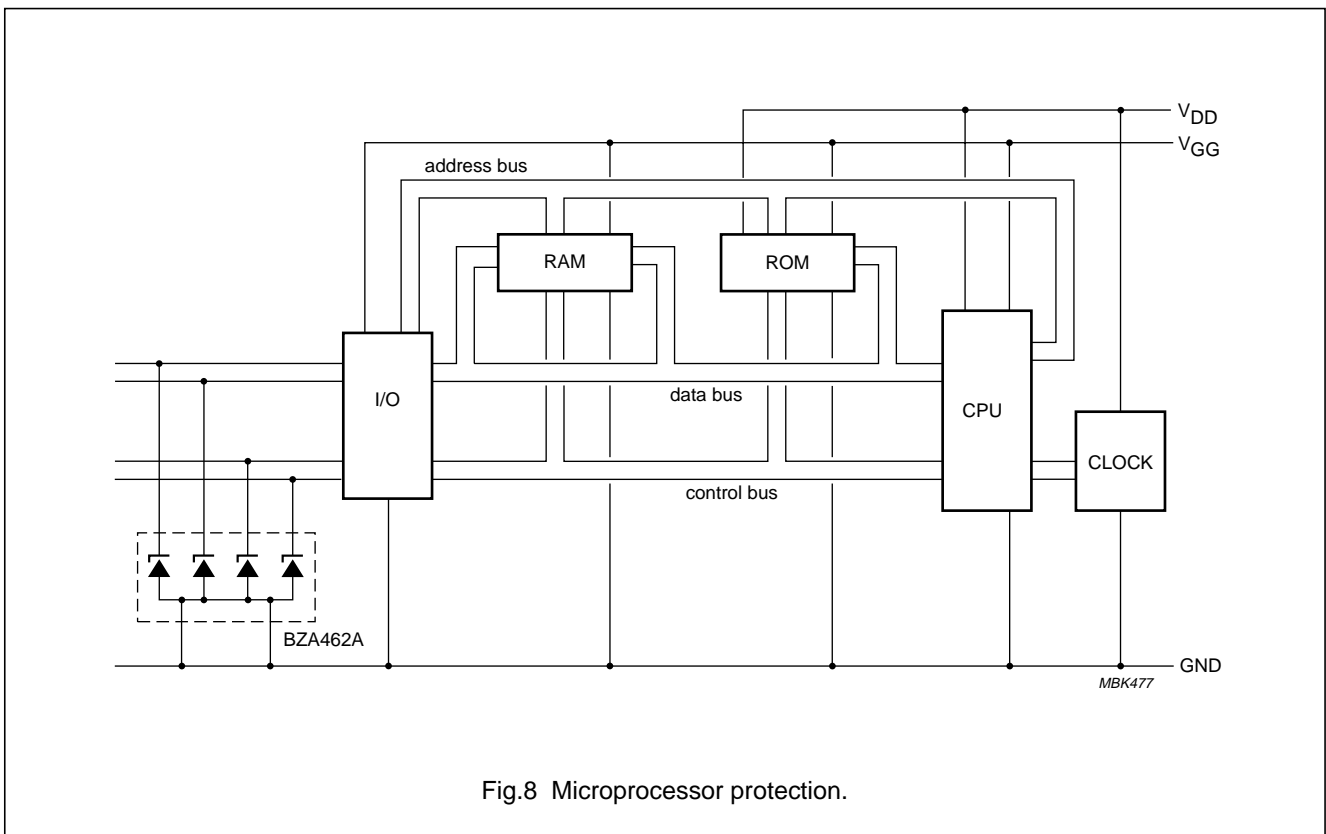 V_DD
V_GG
address bus
RAM
ROM
I/O
data bus
CPU
CLOCK
control bus
BZA462A
GND
MBK477
Fig.8 Microprocessor protection.